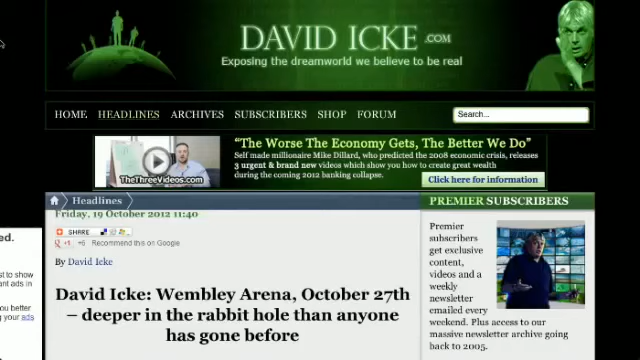 DAVID ICKE .COM
Exposing the dreamworld we believe to be real
HOME HEADLINES ARCHIVES SUBSCRIBERS SHOP FORUM
Search...
"The Worse The Economy Gets, The Better We Do"
Self made millionaire Mike Dillard, who predicted the 2008 economic crisis, releases
3 urgent & brand new videos which show you how to create great wealth
during the coming 2012 banking collapse.
TheThreeVideos.com
Click here for information
Headlines
PREMIER SUBSCRIBERS
Friday, 19 October 2012 11:40
SHARE
+1 +6 Recommend this on Google
By David Icke
David Icke: Wembley Arena, October 27th
– deeper in the rabbit hole than anyone
has gone before
Premier
subscribers
get exclusive
content,
videos and a
weekly
newsletter
emailed every
weekend. Plus access to our
massive newsletter archive going
back to 2005.
ed.
st to show
ant ads in
ou better
g your ads